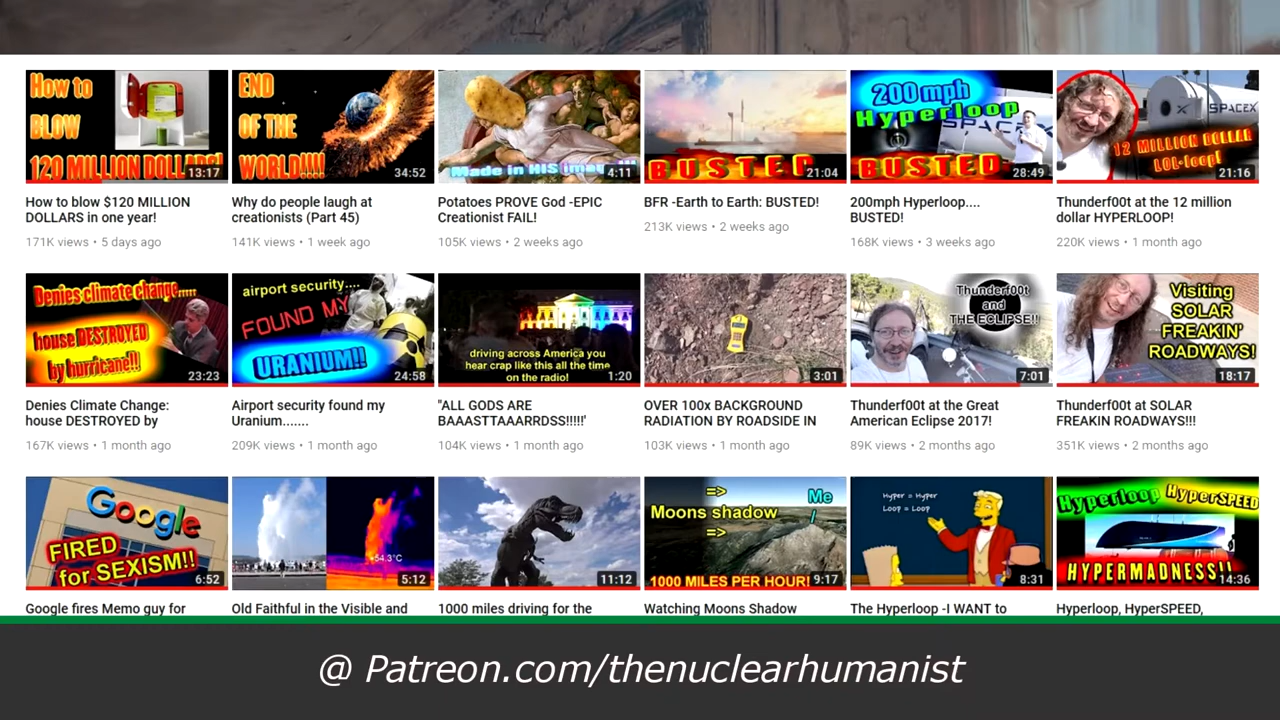 How to
BLOW
120 MILLION DOLLARS!
13:17
END
OF THE
WORLD!!!!
34:52
Made in HIS image!!!
4:11
BUSTED
21:04
200mph
Hyperloop
SPACE
BUSTED
28:49
X SPACEX
12 MILLION DOLLAR
LOL-loop!
21:16
How to blow $120 MILLION
DOLLARS in one year!
171K views • 5 days ago
Why do people laugh at
creationists (Part 45)
141K views • 1 week ago
Potatoes PROVE God -EPIC
Creationist FAIL!
105K views • 2 weeks ago
BFR -Earth to Earth: BUSTED!
213K views • 2 weeks ago
200mph Hyperloop....
BUSTED!
168K views • 3 weeks ago
Thunderf00t at the 12 million
dollar HYPERLOOP!
220K views • 1 month ago
Denies climate change.....
house DESTROYED
by hurricane!!
23:23
airport security....
FOUND MY
URANIUM!!
24:58
driving across America you
hear crap like this all the time
on the radio!
1:20
3:01
Thunderf00t
and
THE ECLIPSE!!
7:01
Visiting
SOLAR
FREAKIN'
ROADWAYS!
18:17
Denies Climate Change:
house DESTROYED by
167K views • 1 month ago
Airport security found my
Uranium.......
209K views • 1 month ago
"ALL GODS ARE
BAAASTTAAARRDSS!!!!!'
104K views • 1 month ago
OVER 100x BACKGROUND
RADIATION BY ROADSIDE IN
103K views • 1 month ago
Thunderf00t at the Great
American Eclipse 2017!
89K views • 2 months ago
Thunderf00t at SOLAR
FREAKIN ROADWAYS!!!
351K views • 2 months ago
Google
FIRED
for SEXISM!!
6:52
+54.3°C
5:12
11:12
=>
Me
Moons shadow
=>
1000 MILES PER HOUR!
9:17
Hyper = Hyper
Loop = Loop
8:31
Hyperloop HyperSPEED
HYPERMADNESS!!
14:36
Google fires Memo guy for
Old Faithful in the Visible and
1000 miles driving for the
Watching Moons Shadow
The Hyperloop -I WANT to
Hyperloop, HyperSPEED,
@ Patreon.com/thenuclearhumanist